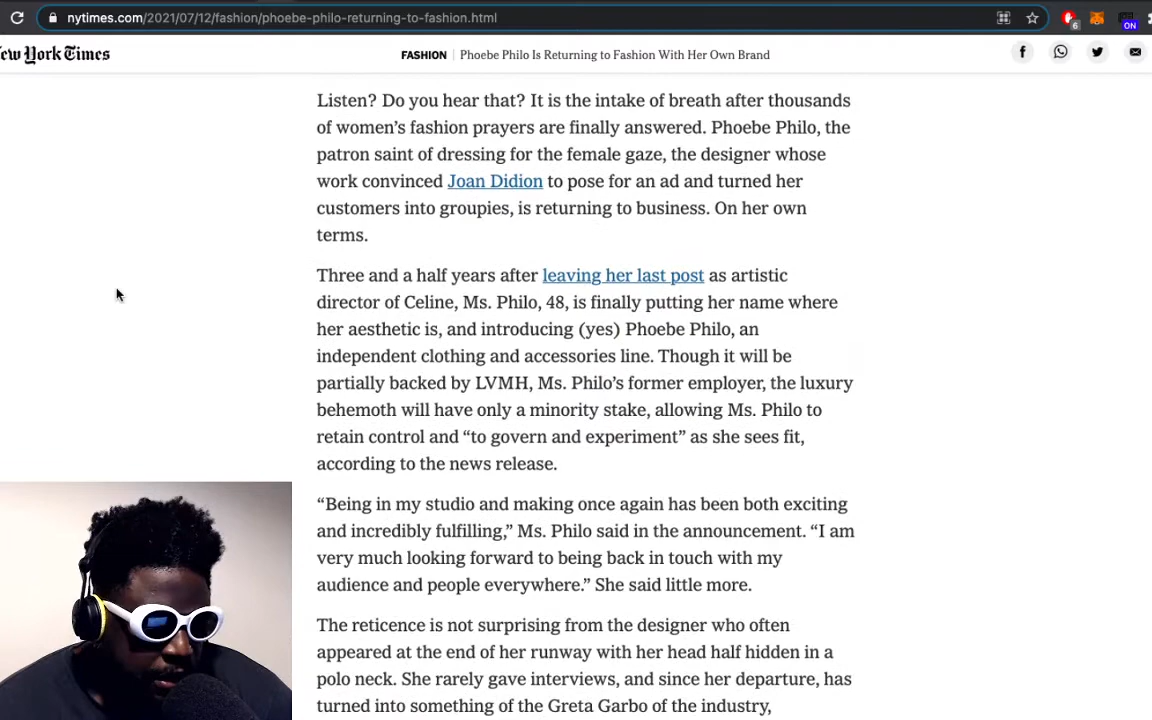 nytimes.com/2021/07/12/fashion/phoebe-philo-returning-to-fashion.html
6
ON
ew York Times
FASHION | Phoebe Philo Is Returning to Fashion With Her Own Brand
Listen? Do you hear that? It is the intake of breath after thousands
of women’s fashion prayers are finally answered. Phoebe Philo, the
patron saint of dressing for the female gaze, the designer whose
work convinced Joan Didion to pose for an ad and turned her
customers into groupies, is returning to business. On her own
terms.
Three and a half years after leaving her last post as artistic
director of Celine, Ms. Philo, 48, is finally putting her name where
her aesthetic is, and introducing (yes) Phoebe Philo, an
independent clothing and accessories line. Though it will be
partially backed by LVMH, Ms. Philo’s former employer, the luxury
behemoth will have only a minority stake, allowing Ms. Philo to
retain control and “to govern and experiment” as she sees fit,
according to the news release.
“Being in my studio and making once again has been both exciting
and incredibly fulfilling,” Ms. Philo said in the announcement. “I am
very much looking forward to being back in touch with my
audience and people everywhere.” She said little more.
The reticence is not surprising from the designer who often
appeared at the end of her runway with her head half hidden in a
polo neck. She rarely gave interviews, and since her departure, has
turned into something of the Greta Garbo of the industry,